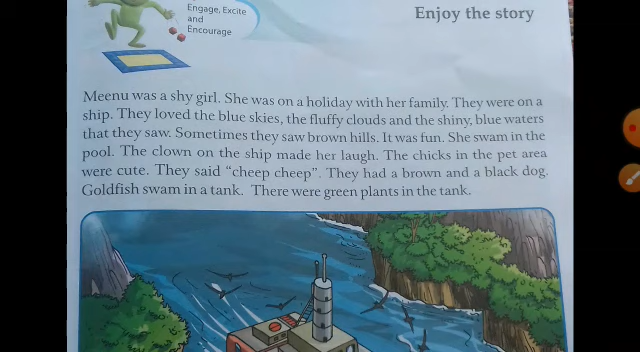 Engage, Excite
and
Encourage
Enjoy the story
Meenu was a shy girl. She was on a holiday with her family. They were on a
ship. They loved the blue skies, the fluffy clouds and the shiny, blue waters
that they saw. Sometimes they saw brown hills. It was fun. She swam in the
pool. The clown on the ship made her laugh. The chicks in the pet area
were cute. They said “cheep cheep”. They had a brown and a black dog.
Goldfish swam in a tank. There were green plants in the tank.